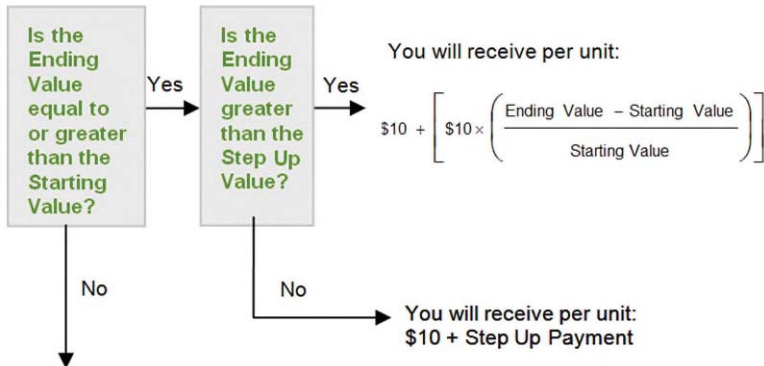 Is the
Ending
Value
equal to
or greater
than the
Starting
Value?
Yes
Is the
Ending
Value
greater
than the
Step Up
Value?
Yes
You will receive per unit:
$10 + [ $10 × ( Ending Value – Starting Value
Starting Value ) ]
No
No
You will receive per unit:
$10 + Step Up Payment